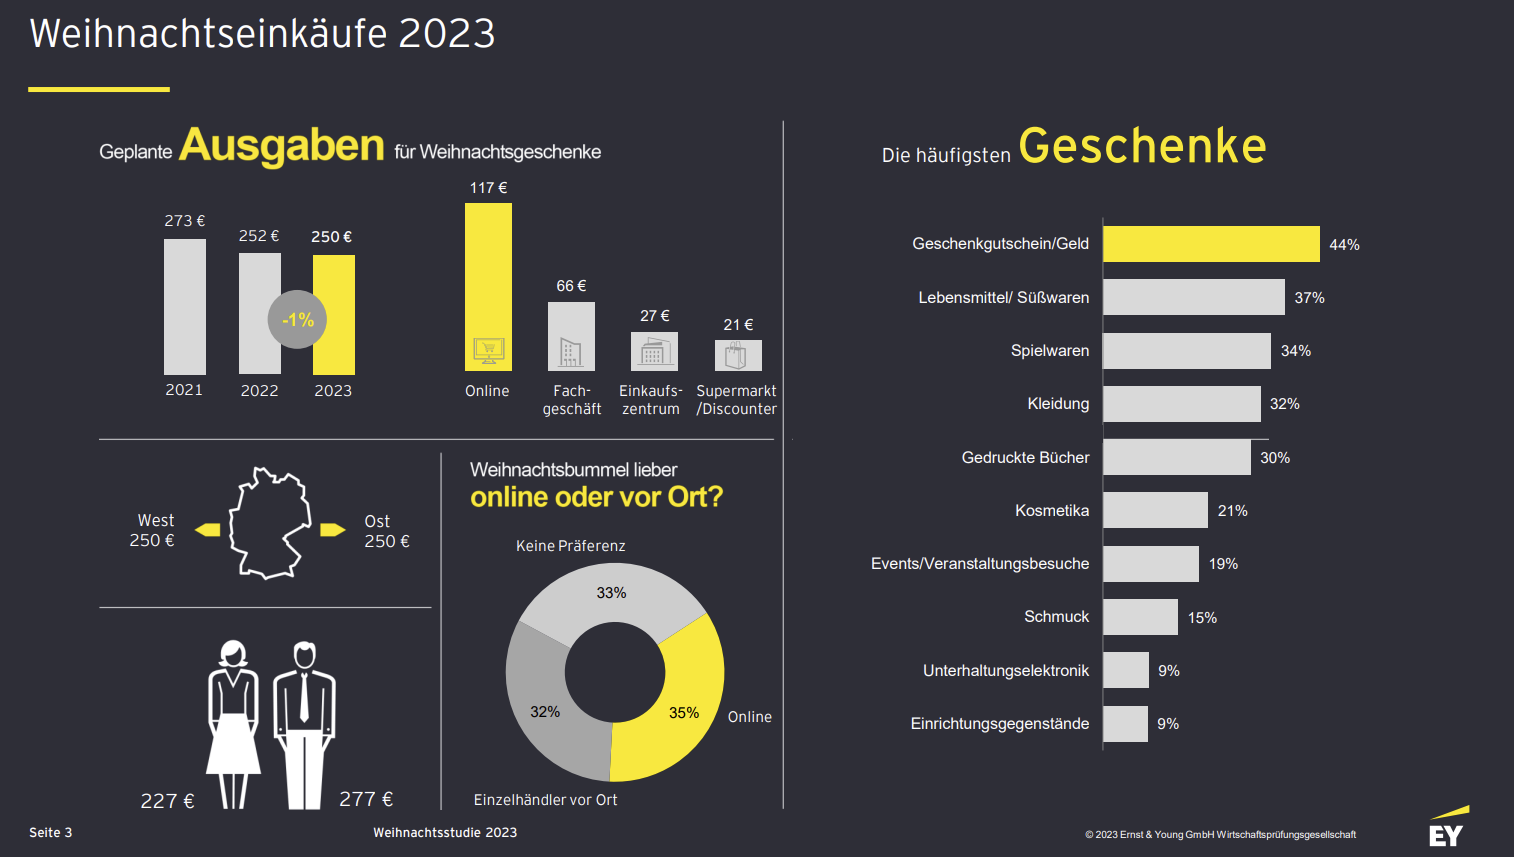 Weihnachtseinkäufe 2023
Geplante Ausgaben für Weihnachtsgeschenke
273 €
252 €
250 €
-1%
2021
2022
2023
117 €
66 €
27 €
21 €
Online
Fach-
geschäft
Einkaufs-
zentrum
Supermarkt
/Discounter
West
250 €
Ost
250 €
227 €
277 €
Weihnachtsbummel lieber
online oder vor Ort?
Keine Präferenz
33%
32%
35%
Online
Einzelhändler vor Ort
Die häufigsten Geschenke
Geschenkgutschein/Geld 44%
Lebensmittel/ Süßwaren 37%
Spielwaren 34%
Kleidung 32%
Gedruckte Bücher 30%
Kosmetika 21%
Events/Veranstaltungsbesuche 19%
Schmuck 15%
Unterhaltungselektronik 9%
Einrichtungsgegenstände 9%
Seite 3
Weihnachtsstudie 2023
© 2023 Ernst & Young GmbH Wirtschaftsprüfungsgesellschaft
EY